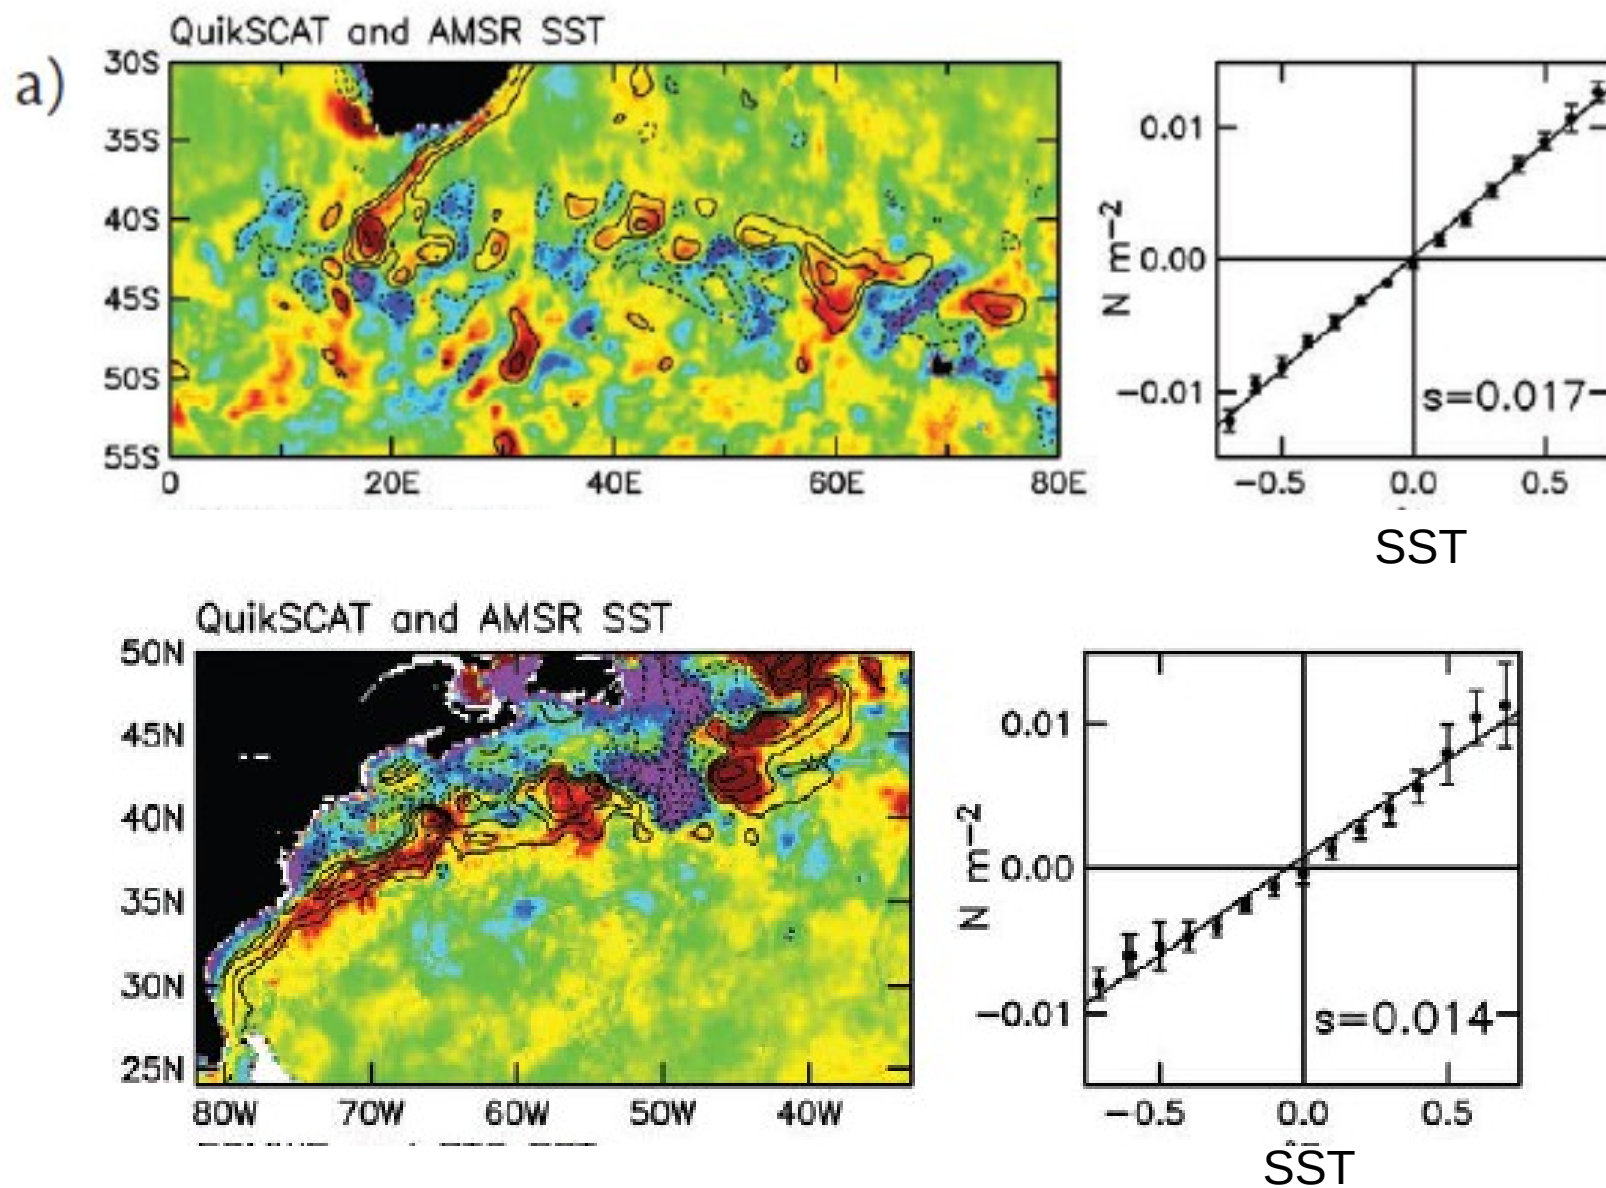 QuikSCAT and AMSR SST
a)
30S
35S
40S
45S
50S
55S
0 20E 40E 60E 80E
N m-2
0.01
0.00
-0.01
s=0.017
-0.5 0.0 0.5
SST
QuikSCAT and AMSR SST
50N
45N
40N
35N
30N
25N
80W 70W 60W 50W 40W
N m-2
0.01
0.00
-0.01
s=0.014
-0.5 0.0 0.5
SST